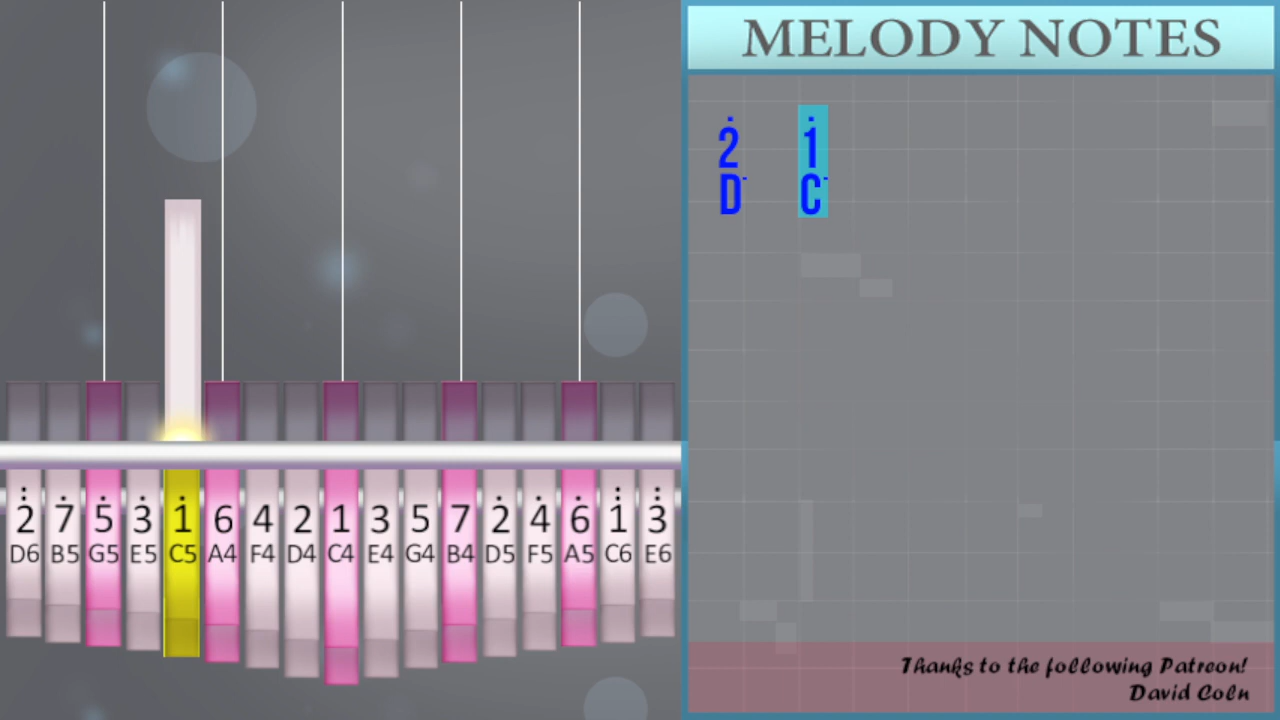 MELODY NOTES
2̇ 1̇
D˙ C˙
2̈ 7̇ 5̇ 3̇ 1̇ 6 4 2 1 3 5 7 2̇ 4̇ 6̇ 1̈ 3̈
D6 B5 G5 E5 C5 A4 F4 D4 C4 E4 G4 B4 D5 F5 A5 C6 E6
Thanks to the following Patreon!
David Coln